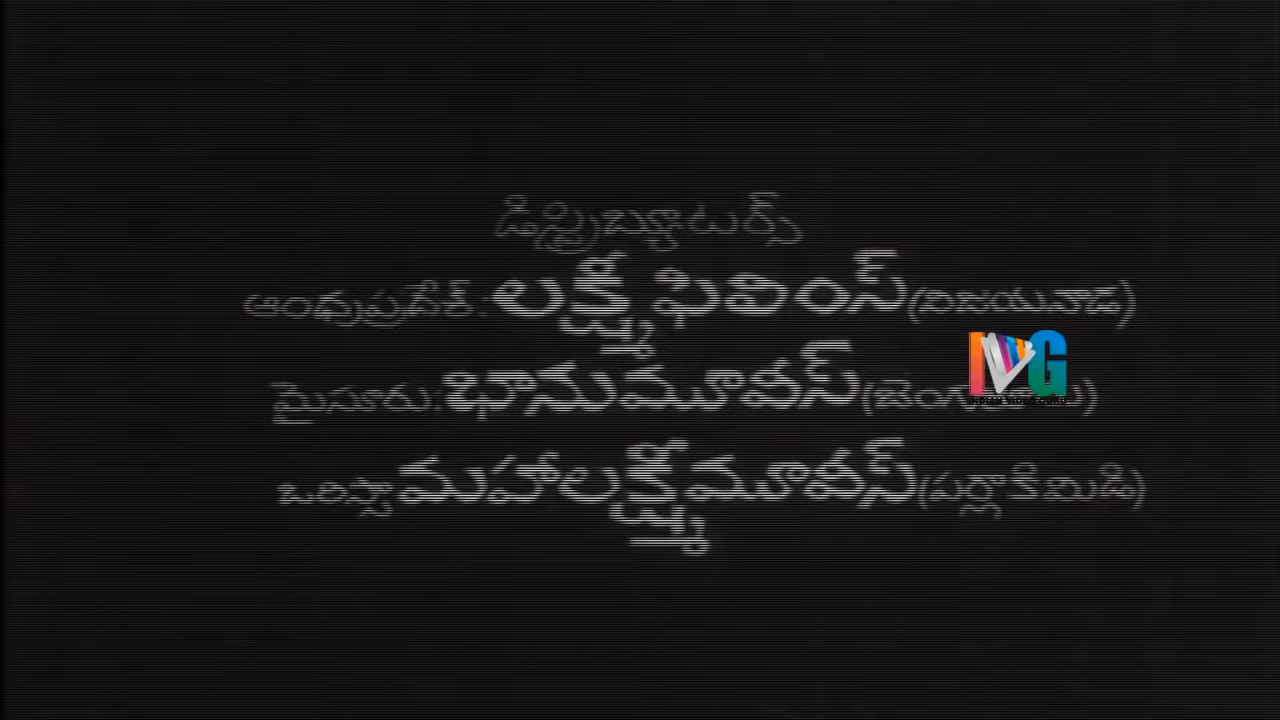 డిస్ట్రిబ్యూటర్స్
ఆంధ్రప్రదేశ్: లక్ష్మీ ఫిలింస్ (విజయవాడ)
మైసూరు: భాను మూవీస్
ఒరిస్సా మహాలక్ష్మీ మూవీస్ (పర్లాకిమిడి)